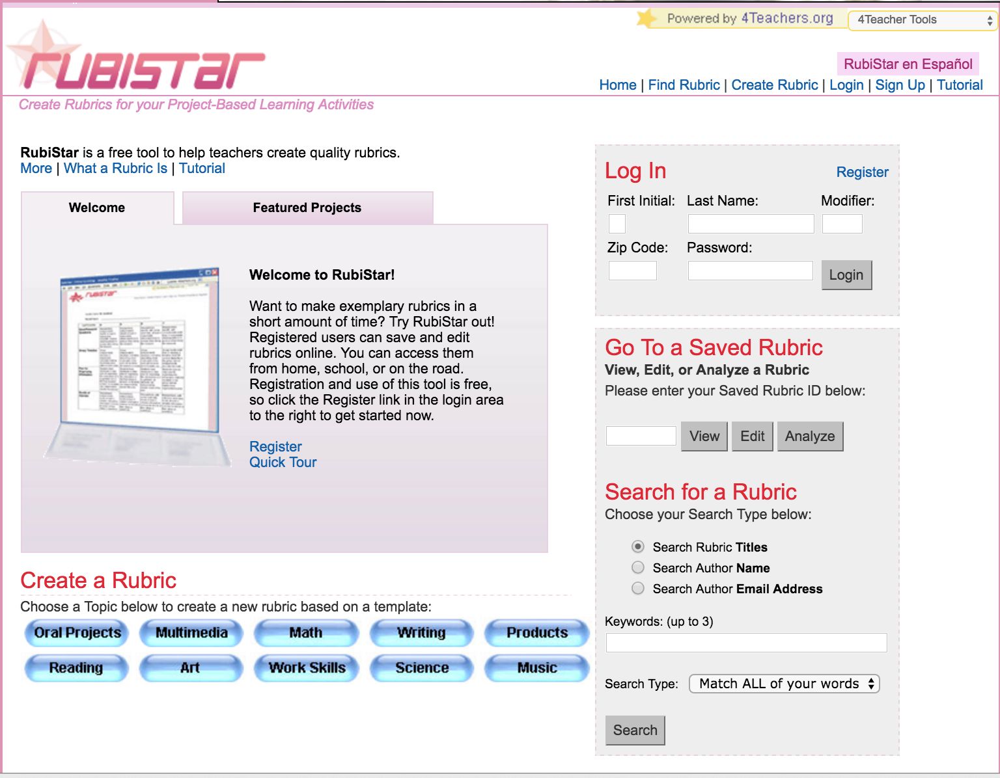 Powered by 4Teachers.org
4Teacher Tools
RUBISTAR
RubiStar en Español
Home | Find Rubric | Create Rubric | Login | Sign Up | Tutorial
Create Rubrics for your Project-Based Learning Activities
RubiStar is a free tool to help teachers create quality rubrics.
More | What a Rubric Is | Tutorial
Welcome
Featured Projects
Welcome to RubiStar!
Want to make exemplary rubrics in a
short amount of time? Try RubiStar out!
Registered users can save and edit
rubrics online. You can access them
from home, school, or on the road.
Registration and use of this tool is free,
so click the Register link in the login area
to the right to get started now.
Register
Quick Tour
Create a Rubric
Choose a Topic below to create a new rubric based on a template:
Oral Projects Multimedia Math Writing Products
Reading Art Work Skills Science Music
Log In Register
First Initial: Last Name: Modifier:
Zip Code: Password:
Login
Go To a Saved Rubric
View, Edit, or Analyze a Rubric
Please enter your Saved Rubric ID below:
View Edit Analyze
Search for a Rubric
Choose your Search Type below:
Search Rubric Titles
Search Author Name
Search Author Email Address
Keywords: (up to 3)
Search Type: Match ALL of your words
Search